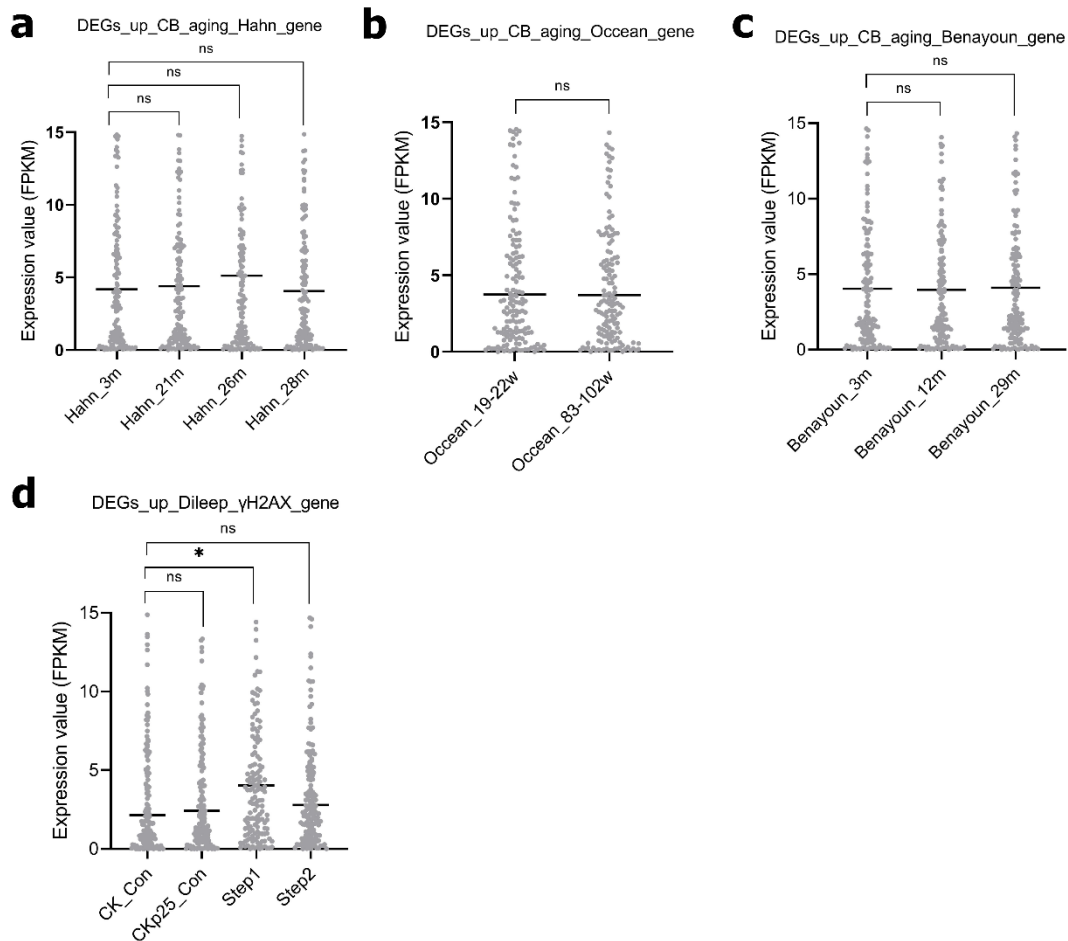 a
DEGs_up_CB_aging_Hahn_gene
ns
ns
ns
Expression value (FPKM)
15
10
5
0
Hahn_3m
Hahn_21m
Hahn_26m
Hahn_28m
b
DEGs_up_CB_aging_Occean_gene
ns
Expression value (FPKM)
15
10
5
0
Occean_19-22w
Occean_83-102w
c
DEGs_up_CB_aging_Benayoun_gene
ns
ns
Expression value (FPKM)
15
10
5
0
Benayoun_3m
Benayoun_12m
Benayoun_29m
d
DEGs_up_Dileep_γH2AX_gene
ns
*
ns
Expression value (FPKM)
15
10
5
0
CK_Con
CKp25_Con
Step1
Step2